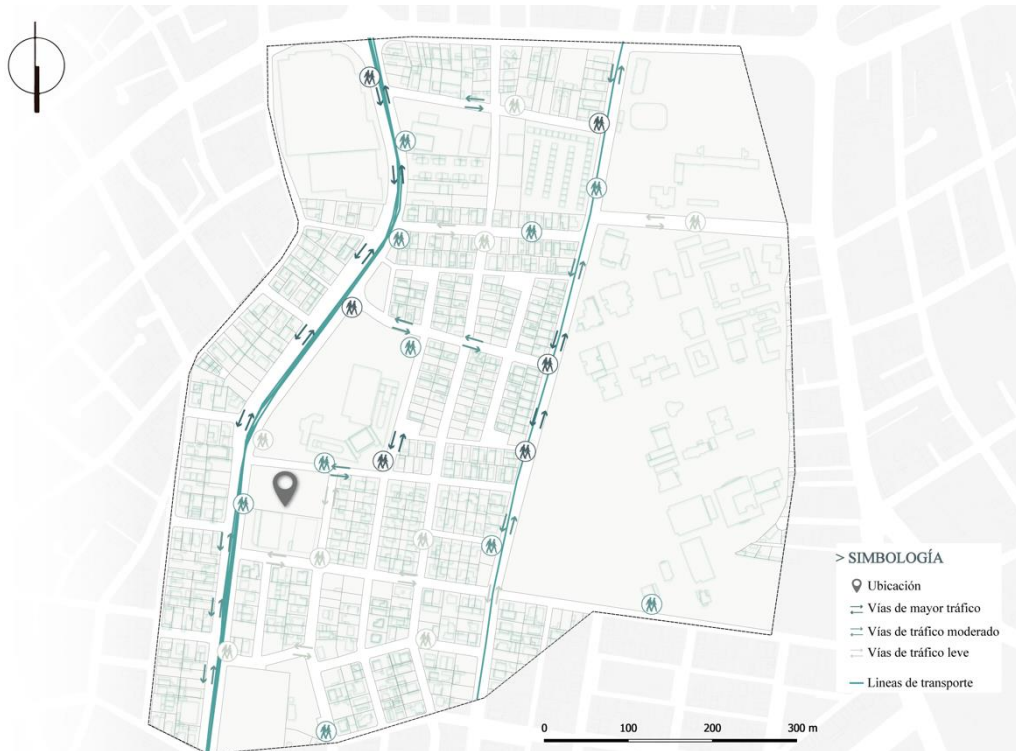 > SIMBOLOGÍA
Ubicación
Vías de mayor tráfico
Vías de tráfico moderado
Vías de tráfico leve
Lineas de transporte
0 100 200 300 m